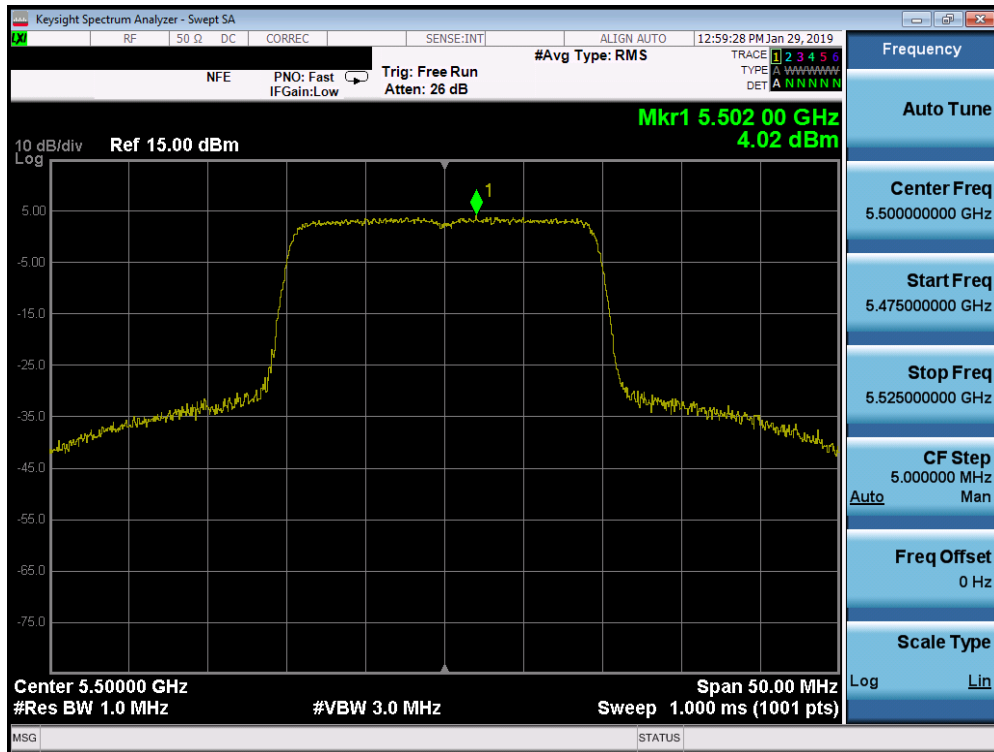 Keysight Spectrum Analyzer - Swept SA
LXI RF 50 Ω DC CORREC SENSE:INT ALIGN AUTO 12:59:28 PM Jan 29, 2019
NFE PNO: Fast IFGain:Low Trig: Free Run Atten: 26 dB #Avg Type: RMS
TRACE 1 2 3 4 5 6
TYPE A WWWWW
DET A N N N N N
Mkr1 5.502 00 GHz
4.02 dBm
10 dB/div Ref 15.00 dBm
Log
1
5.00
-5.00
-15.0
-25.0
-35.0
-45.0
-55.0
-65.0
-75.0
Center 5.50000 GHz Span 50.00 MHz
#Res BW 1.0 MHz #VBW 3.0 MHz Sweep 1.000 ms (1001 pts)
MSG STATUS
Frequency
Auto Tune
Center Freq
5.500000000 GHz
Start Freq
5.475000000 GHz
Stop Freq
5.525000000 GHz
CF Step
5.000000 MHz
Auto Man
Freq Offset
0 Hz
Scale Type
Log Lin